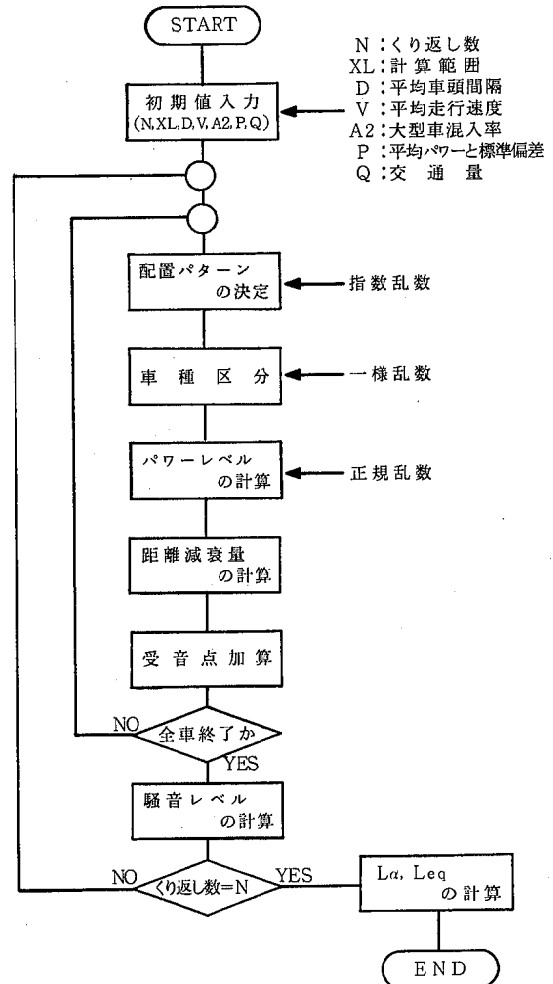 START
N：くり返し数
XL：計算範囲
D：平均車頭間隔
V：平均走行速度
A2：大型車混入率
P：平均パワーと標準偏差
Q：交通量
初期値入力
(N,XL,D,V,A2,P,Q)
配置パターン
の決定
指数乱数
車種区分
一様乱数
パワーレベル
の計算
正規乱数
距離減衰量
の計算
受音点加算
NO
全車終了か
YES
騒音レベル
の計算
NO
くり返し数=N
YES
Lα, Leq
の計算
END